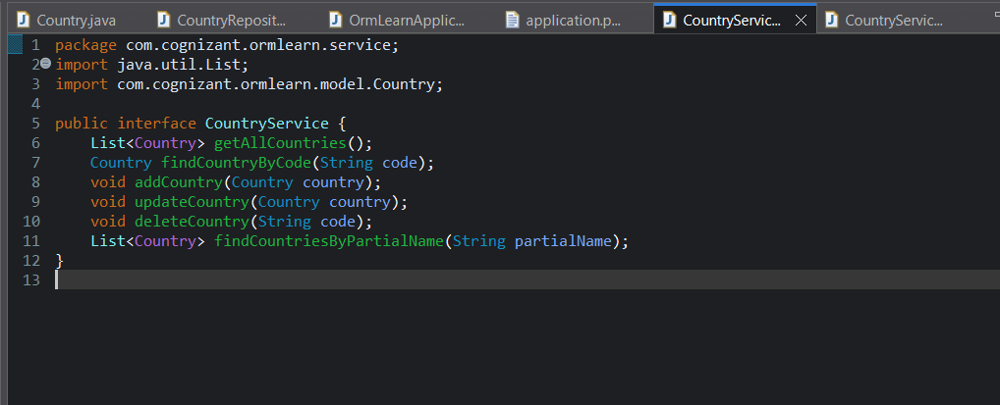 Country.java
CountryReposit...
OrmLearnApplic...
application.p...
CountryServic...
CountryServic...
1 package com.cognizant.ormlearn.service;
2 import java.util.List;
3 import com.cognizant.ormlearn.model.Country;
4
5 public interface CountryService {
6     List<Country> getAllCountries();
7     Country findCountryByCode(String code);
8     void addCountry(Country country);
9     void updateCountry(Country country);
10     void deleteCountry(String code);
11     List<Country> findCountriesByPartialName(String partialName);
12 }
13